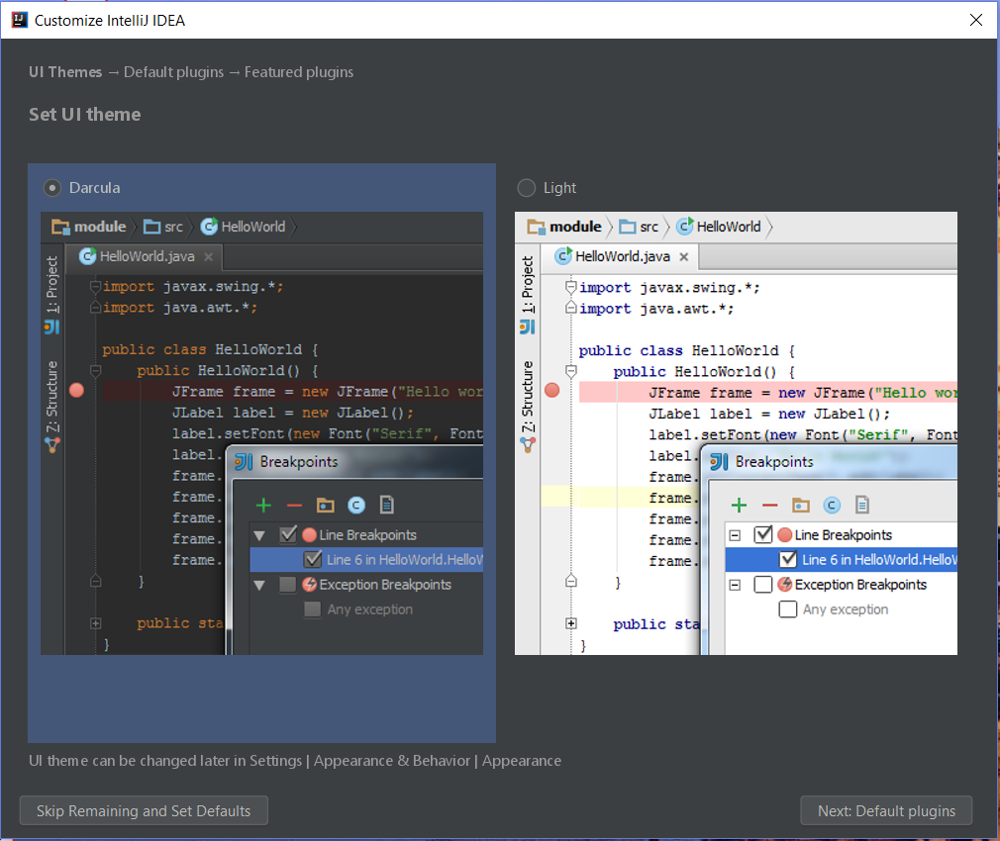 Customize IntelliJ IDEA
UI Themes → Default plugins → Featured plugins
Set UI theme
Darcula
module src HelloWorld
HelloWorld.java
1: Project
Z: Structure
import javax.swing.*;
import java.awt.*;
public class HelloWorld {
public HelloWorld() {
JFrame frame = new JFrame("Hello wor
JLabel label = new JLabel();
label.setFont(new Font("Serif", Font
label.
frame.
frame.
frame.
frame.
frame.
}
public sta
}
Breakpoints
Line Breakpoints
Line 6 in HelloWorld.HelloW
Exception Breakpoints
Any exception
Light
module src HelloWorld
HelloWorld.java
1: Project
Z: Structure
import javax.swing.*;
import java.awt.*;
public class HelloWorld {
public HelloWorld() {
JFrame frame = new JFrame("Hello wor
JLabel label = new JLabel();
label.setFont(new Font("Serif", Font
label.
frame.
frame.
frame.
frame.
frame.
}
public sta
}
Breakpoints
Line Breakpoints
Line 6 in HelloWorld.HelloW
Exception Breakpoints
Any exception
UI theme can be changed later in Settings | Appearance & Behavior | Appearance
Skip Remaining and Set Defaults
Next: Default plugins